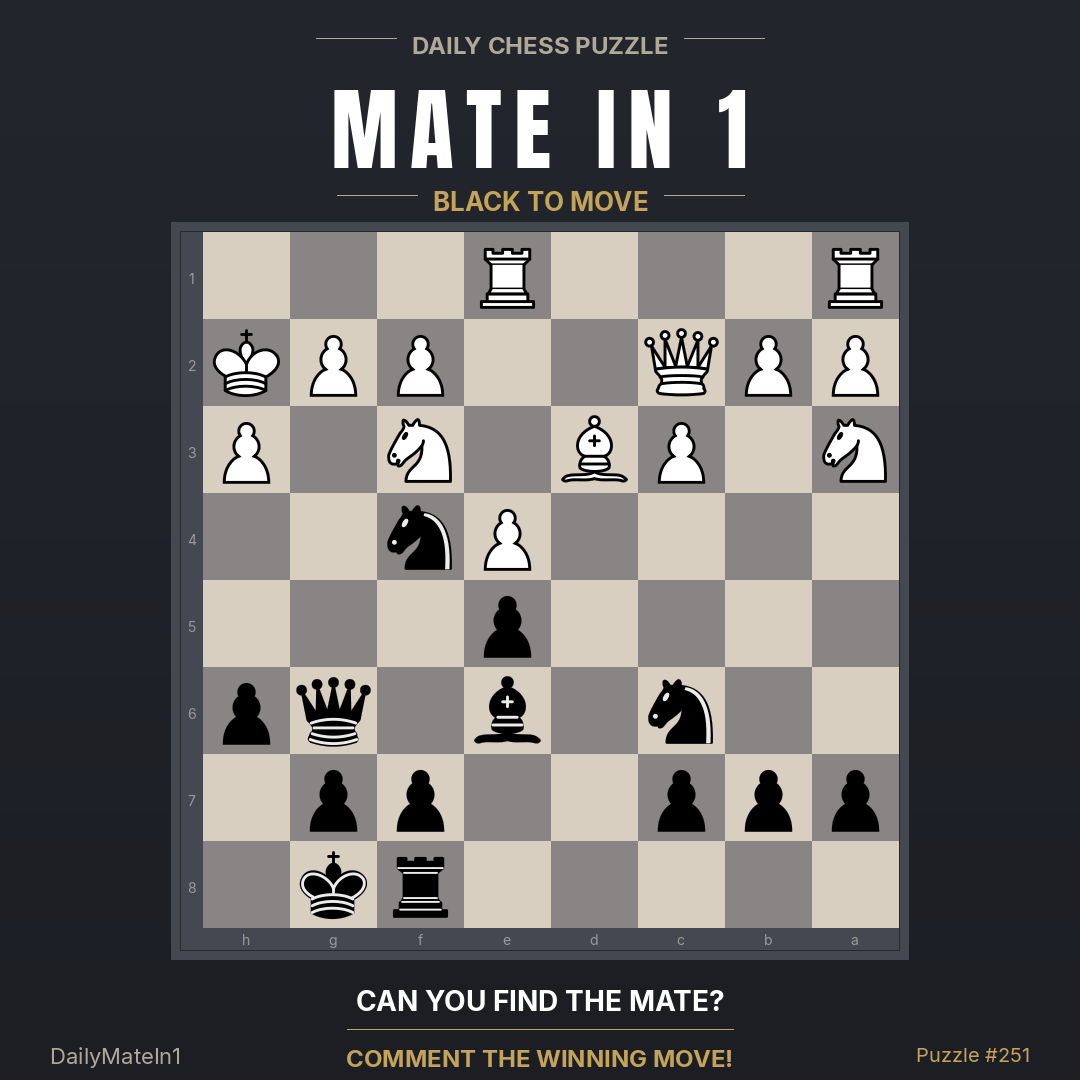 DAILY CHESS PUZZLE
MATE IN 1
BLACK TO MOVE
1
2
3
4
5
6
7
8
h g f e d c b a
CAN YOU FIND THE MATE?
DailyMateIn1
COMMENT THE WINNING MOVE!
Puzzle #251